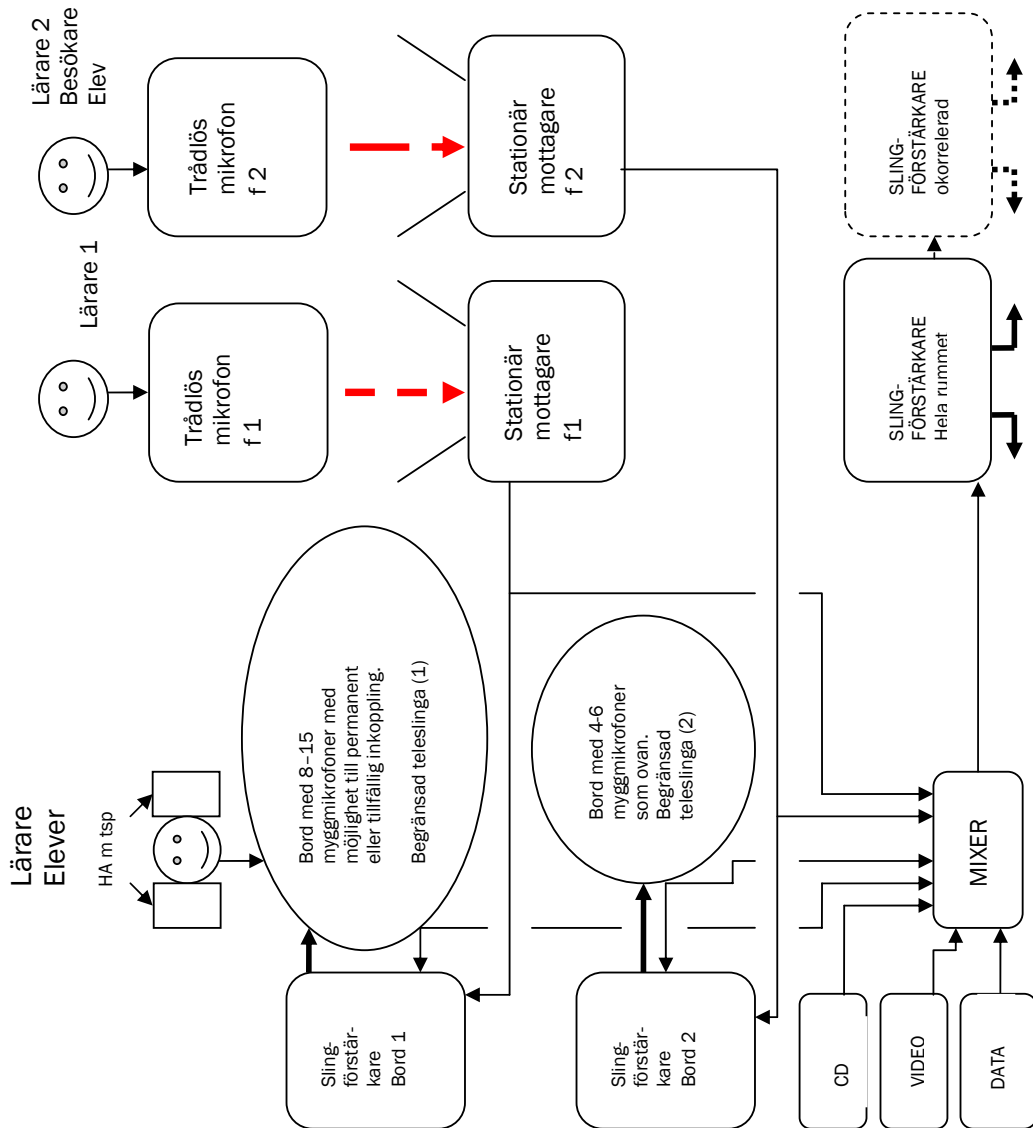 Lärare
Elever
HA m tsp
Lärare 1
Lärare 2
Besökare
Elev
Trådlös
mikrofon
f 1
Trådlös
mikrofon
f 2
Bord med 8–15
myggmikrofoner med
möjlighet till permanent
eller tillfällig inkoppling.
Begränsad teleslinga (1)
Stationär
mottagare
f1
Stationär
mottagare
f 2
Sling-
förstär-
kare
Bord 1
Bord med 4-6
myggmikrofoner
som ovan.
Begränsad
teleslinga (2)
Sling-
förstär-
kare
Bord 2
CD
VIDEO
DATA
MIXER
SLING-
FÖRSTÄRKARE
Hela rummet
SLING-
FÖRSTÄRKARE
okorrelerad